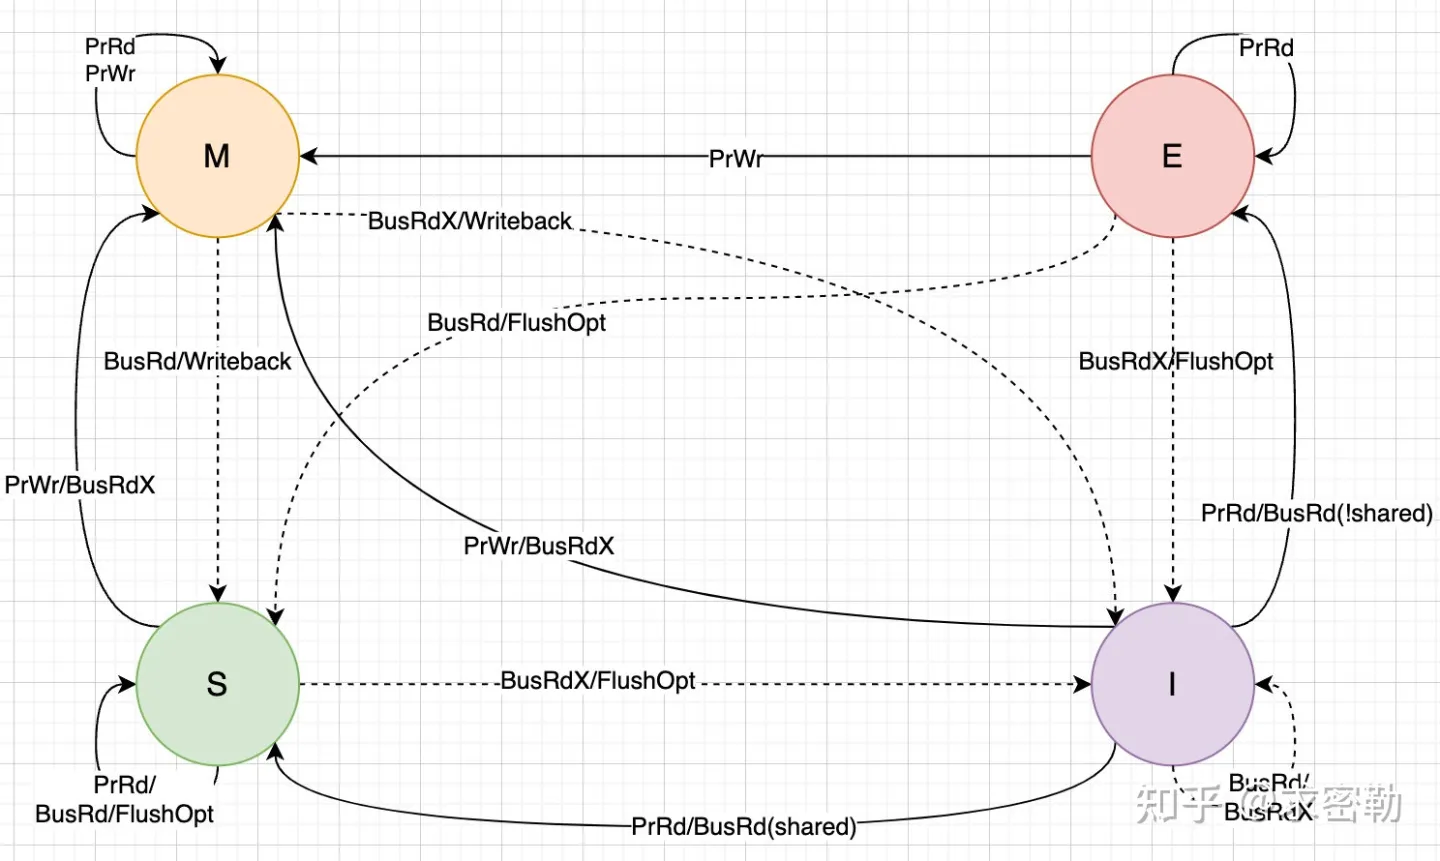 PrRd
PrWr
PrRd
M
E
PrWr
BusRdX/Writeback
BusRd/FlushOpt
BusRd/Writeback
BusRdX/FlushOpt
PrWr/BusRdX
PrRd/BusRd(!shared)
PrWr/BusRdX
S
BusRdX/FlushOpt
I
PrRd/
BusRd/FlushOpt
BusRd/
BusRdX
PrRd/BusRd(shared)
知乎 @求密勒